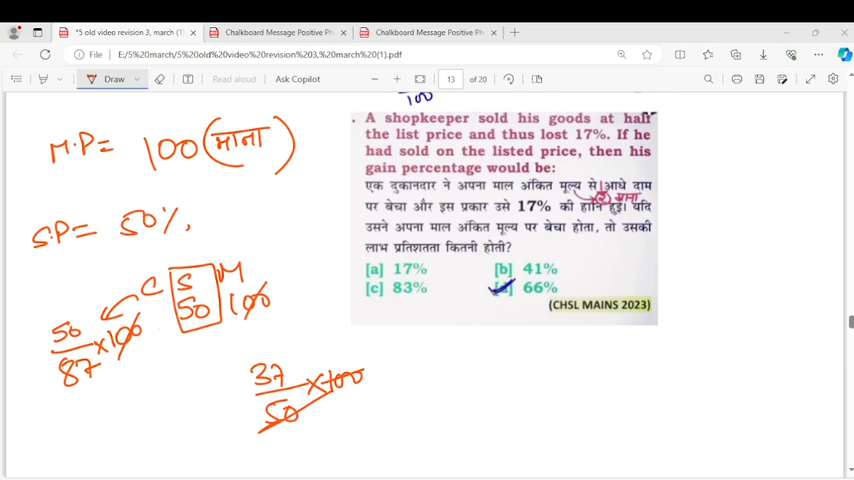 *5 old video revision 3, march (1)
Chalkboard Message Positive Ph
Chalkboard Message Positive Ph
File
E:/5%20march/5%20old%20video%20revision%203,%20march%20(1).pdf
Draw
Read aloud
Ask Copilot
13
of 20
100
M.P= 100 (माना)
S.P= 50%
C S M
50 100
50
87 ×100
37
50 ×100
. A shopkeeper sold his goods at half
the list price and thus lost 17%. If he
had sold on the listed price, then his
gain percentage would be:
एक दुकानदार ने अपना माल अंकित मूल्य से आधे दाम
माना
पर बेचा और इस प्रकार उसे 17% की हानि हुई। यदि
उसने अपना माल अंकित मूल्य पर बेचा होता, तो उसकी
लाभ प्रतिशतता कितनी होती?
[a] 17% [b] 41%
[c] 83% [d] 66%
(CHSL MAINS 2023)